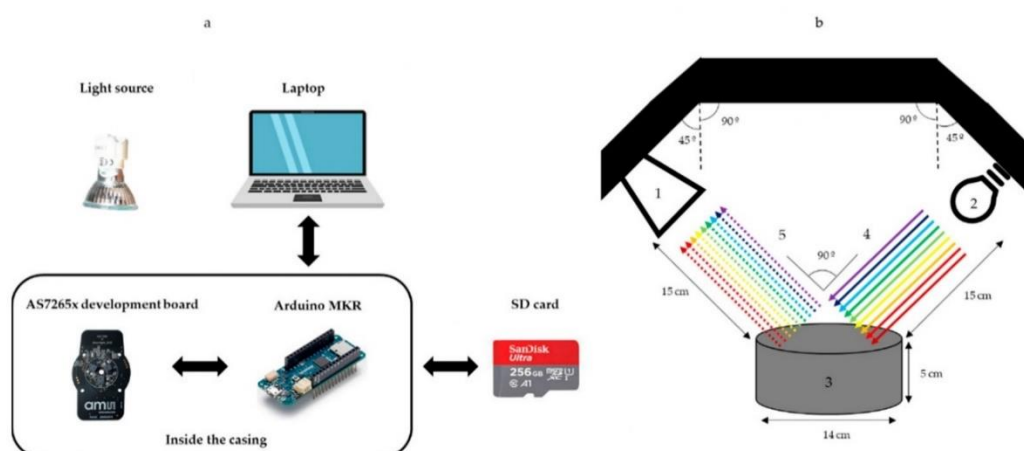 a
b
Light source
Laptop
AS7265x development board
Arduino MKR
Inside the casing
SD card
SanDisk
Ultra
256GB
A1
amu
45º
90º
90º
45º
1
2
5
4
90º
15 cm
15 cm
3
5 cm
14 cm